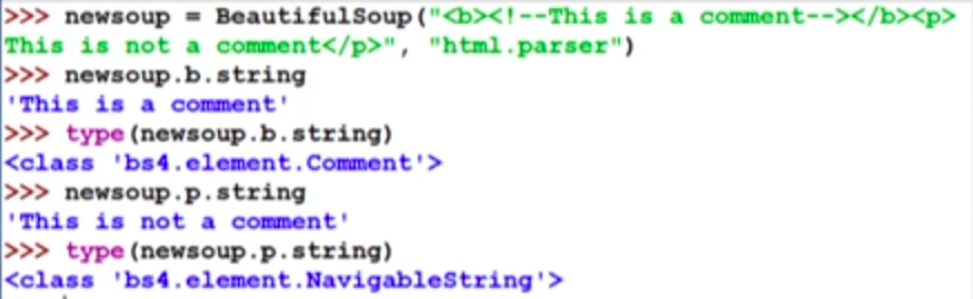 >>> newsoup = BeautifulSoup("<b><!--This is a comment--></b><p>
This is not a comment</p>", "html.parser")
>>> newsoup.b.string
'This is a comment'
>>> type(newsoup.b.string)
<class 'bs4.element.Comment'>
>>> newsoup.p.string
'This is not a comment'
>>> type(newsoup.p.string)
<class 'bs4.element.NavigableString'>